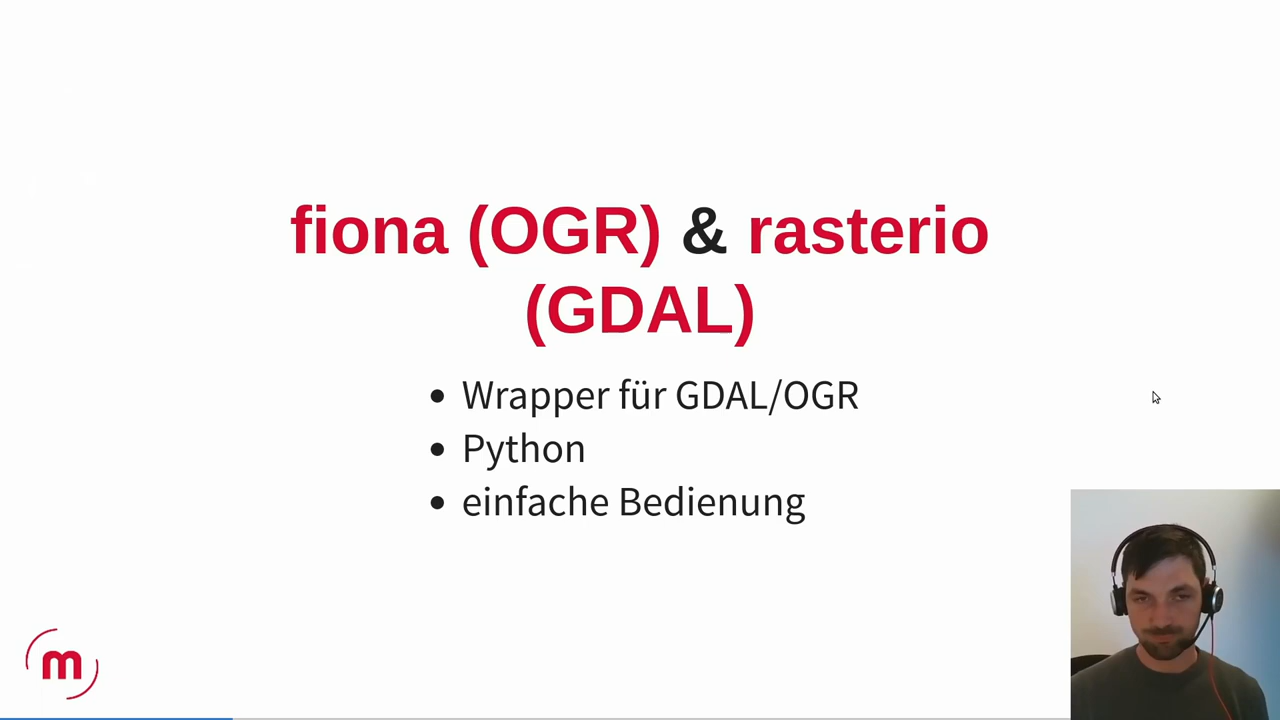 fiona (OGR) & rasterio
(GDAL)
Wrapper für GDAL/OGR
Python
einfache Bedienung
m